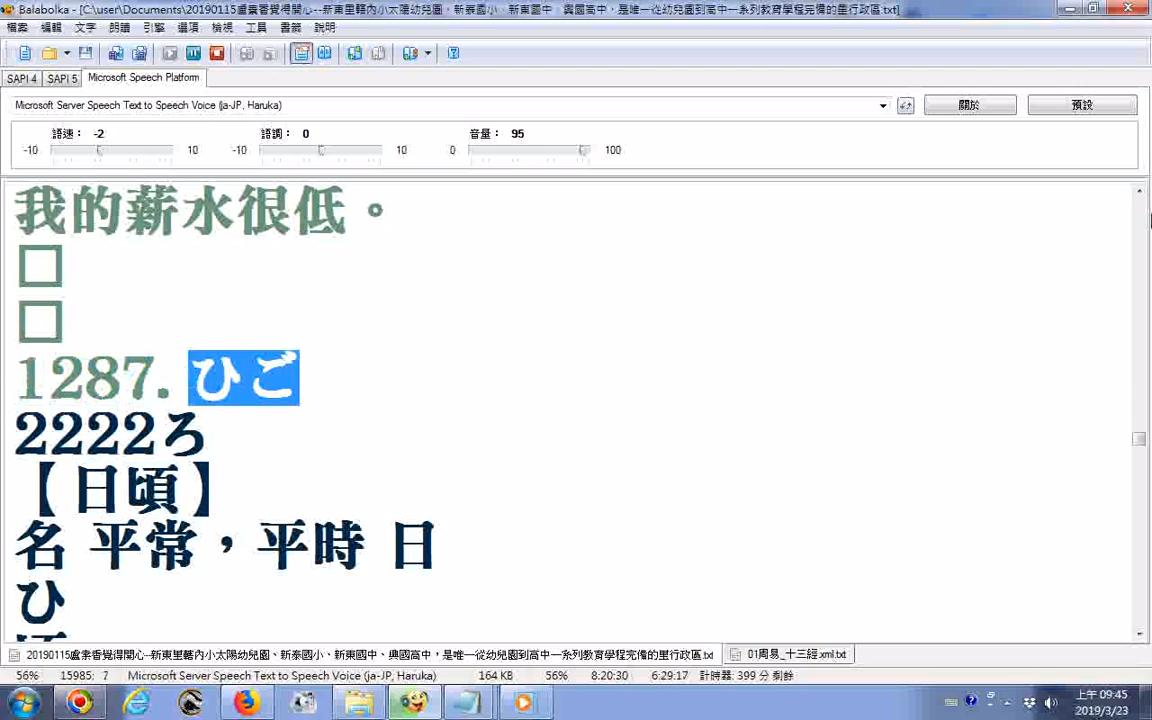 Balabolka - [C:\user\Documents\20190115盧素香覺得開心--新東里轄內小太陽幼兒園、新泰國小、新東國中、興國高中，是唯一從幼兒園到高中一系列教育學程完備的里行政區.txt]
檔案 編輯 文字 朗讀 引擎 選項 檢視 工具 書籤 說明
SAPI 4 SAPI 5 Microsoft Speech Platform
Microsoft Server Speech Text to Speech Voice (ja-JP, Haruka) 關於 預設
語速： -2 語調： 0 音量： 95
-10 10 -10 10 0 100
我的薪水很低。
□
□
1287. ひご
2222ろ
【日頃】
名 平常，平時 日
ひ
20190115盧素香覺得開心--新東里轄內小太陽幼兒園、新泰國小、新東國中、興國高中，是唯一從幼兒園到高中一系列教育學程完備的里行政區.txt 01周易_十三經.xml.txt
56% 15985: 7 Microsoft Server Speech Text to Speech Voice (ja-JP, Haruka) 164 KB 56% 8:20:30 6:29:17 計時器: 399 分 剩餘
上午 09:45
2019/3/23